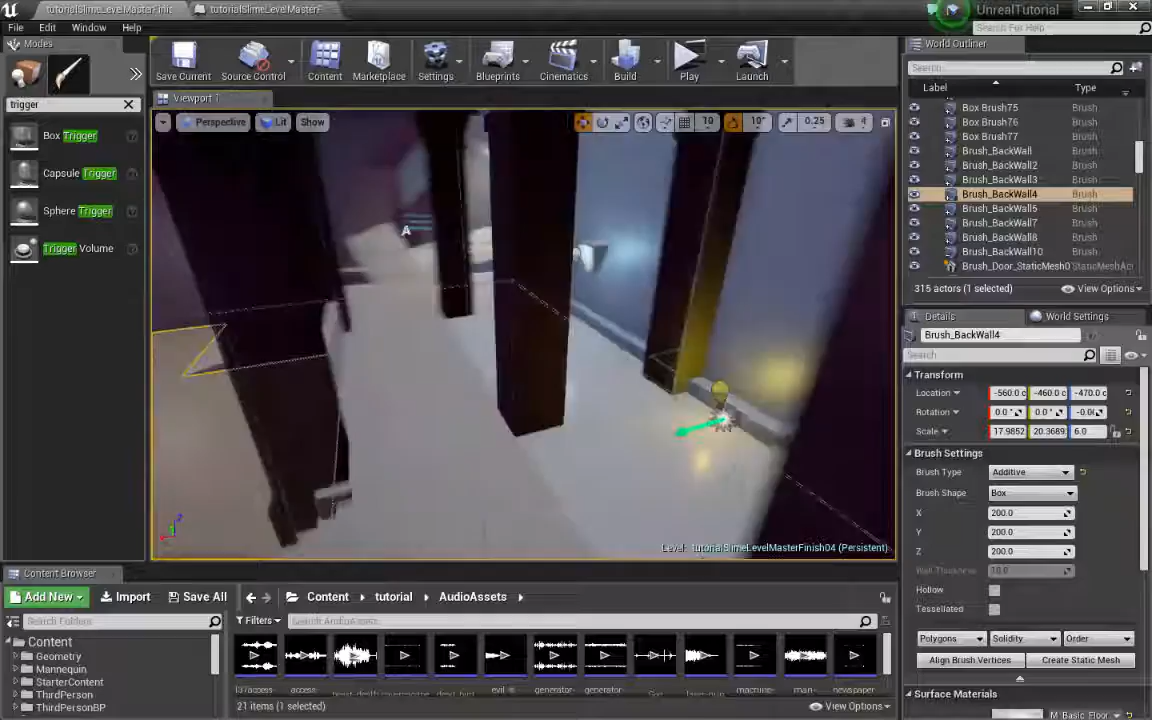 tutorialSlimeLevelMasterFinis
tutorialSlimeLevelMasterF
UnrealTutorial
File Edit Window Help
Search For Help
Modes
World Outliner
Save Current
Source Control
Content
Marketplace
Settings
Blueprints
Cinematics
Build
Play
Launch
Search...
Label Type
trigger
Viewport 1
Perspective
Lit
Show
10
10°
0.25
4
Box Trigger
Capsule Trigger
Sphere Trigger
Trigger Volume
Box Brush75 Brush
Box Brush76 Brush
Box Brush77 Brush
Brush_BackWall Brush
Brush_BackWall2 Brush
Brush_BackWall3 Brush
Brush_BackWall4 Brush
Brush_BackWall5 Brush
Brush_BackWall7 Brush
Brush_BackWall8 Brush
Brush_BackWall10 Brush
Brush_Door_StaticMesh0 StaticMeshAc
315 actors (1 selected)
View Options
Details
World Settings
Brush_BackWall4
Search
Transform
Location -560.0 c -460.0 c -470.0 c
Rotation 0.0 ° 0.0 ° -0.0
Scale 17.9852 20.3689 6.0
Brush Settings
Brush Type Additive
Brush Shape Box
X 200.0
Y 200.0
Z 200.0
Wall Thickness 10.0
Hollow
Tessellated
Polygons Solidity Order
Align Brush Vertices Create Static Mesh
Surface Materials
M_Basic_Floor
A
Level: tutorialSlimeLevelMasterFinish04 (Persistent)
Content Browser
Add New
Import
Save All
Content
tutorial
AudioAssets
Search Folders
Filters
Search AudioAssets
Content
Geometry
Mannequin
StarterContent
ThirdPerson
ThirdPersonBP
access-
evil
generator-
generator-
machine-
main-
newspaper
21 items (1 selected)
View Options